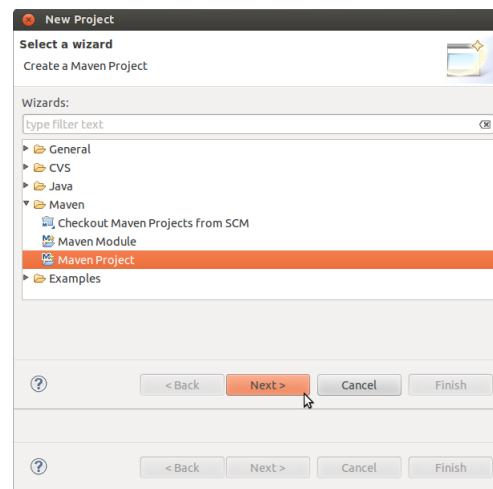 New Project
Select a wizard
Create a Maven Project
Wizards:
type filter text
General
CVS
Java
Maven
Checkout Maven Projects from SCM
Maven Module
Maven Project
Examples
? < Back Next > Cancel Finish
? < Back Next > Cancel Finish